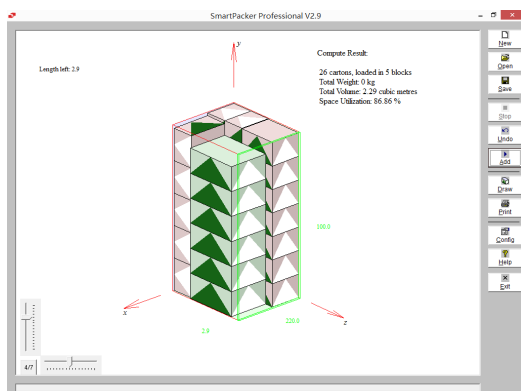 SmartPacker Professional V2.9
Length left: 2.9
y
Compute Result:
26 cartons, loaded in 5 blocks
Total Weight: 0 kg
Total Volume: 2.29 cubic metres
Space Utilization: 86.86 %
x
z
2.9
220.0
4/7
New
Open
Save
Stop
Undo
Add
Draw
Print
Config
Help
Exit